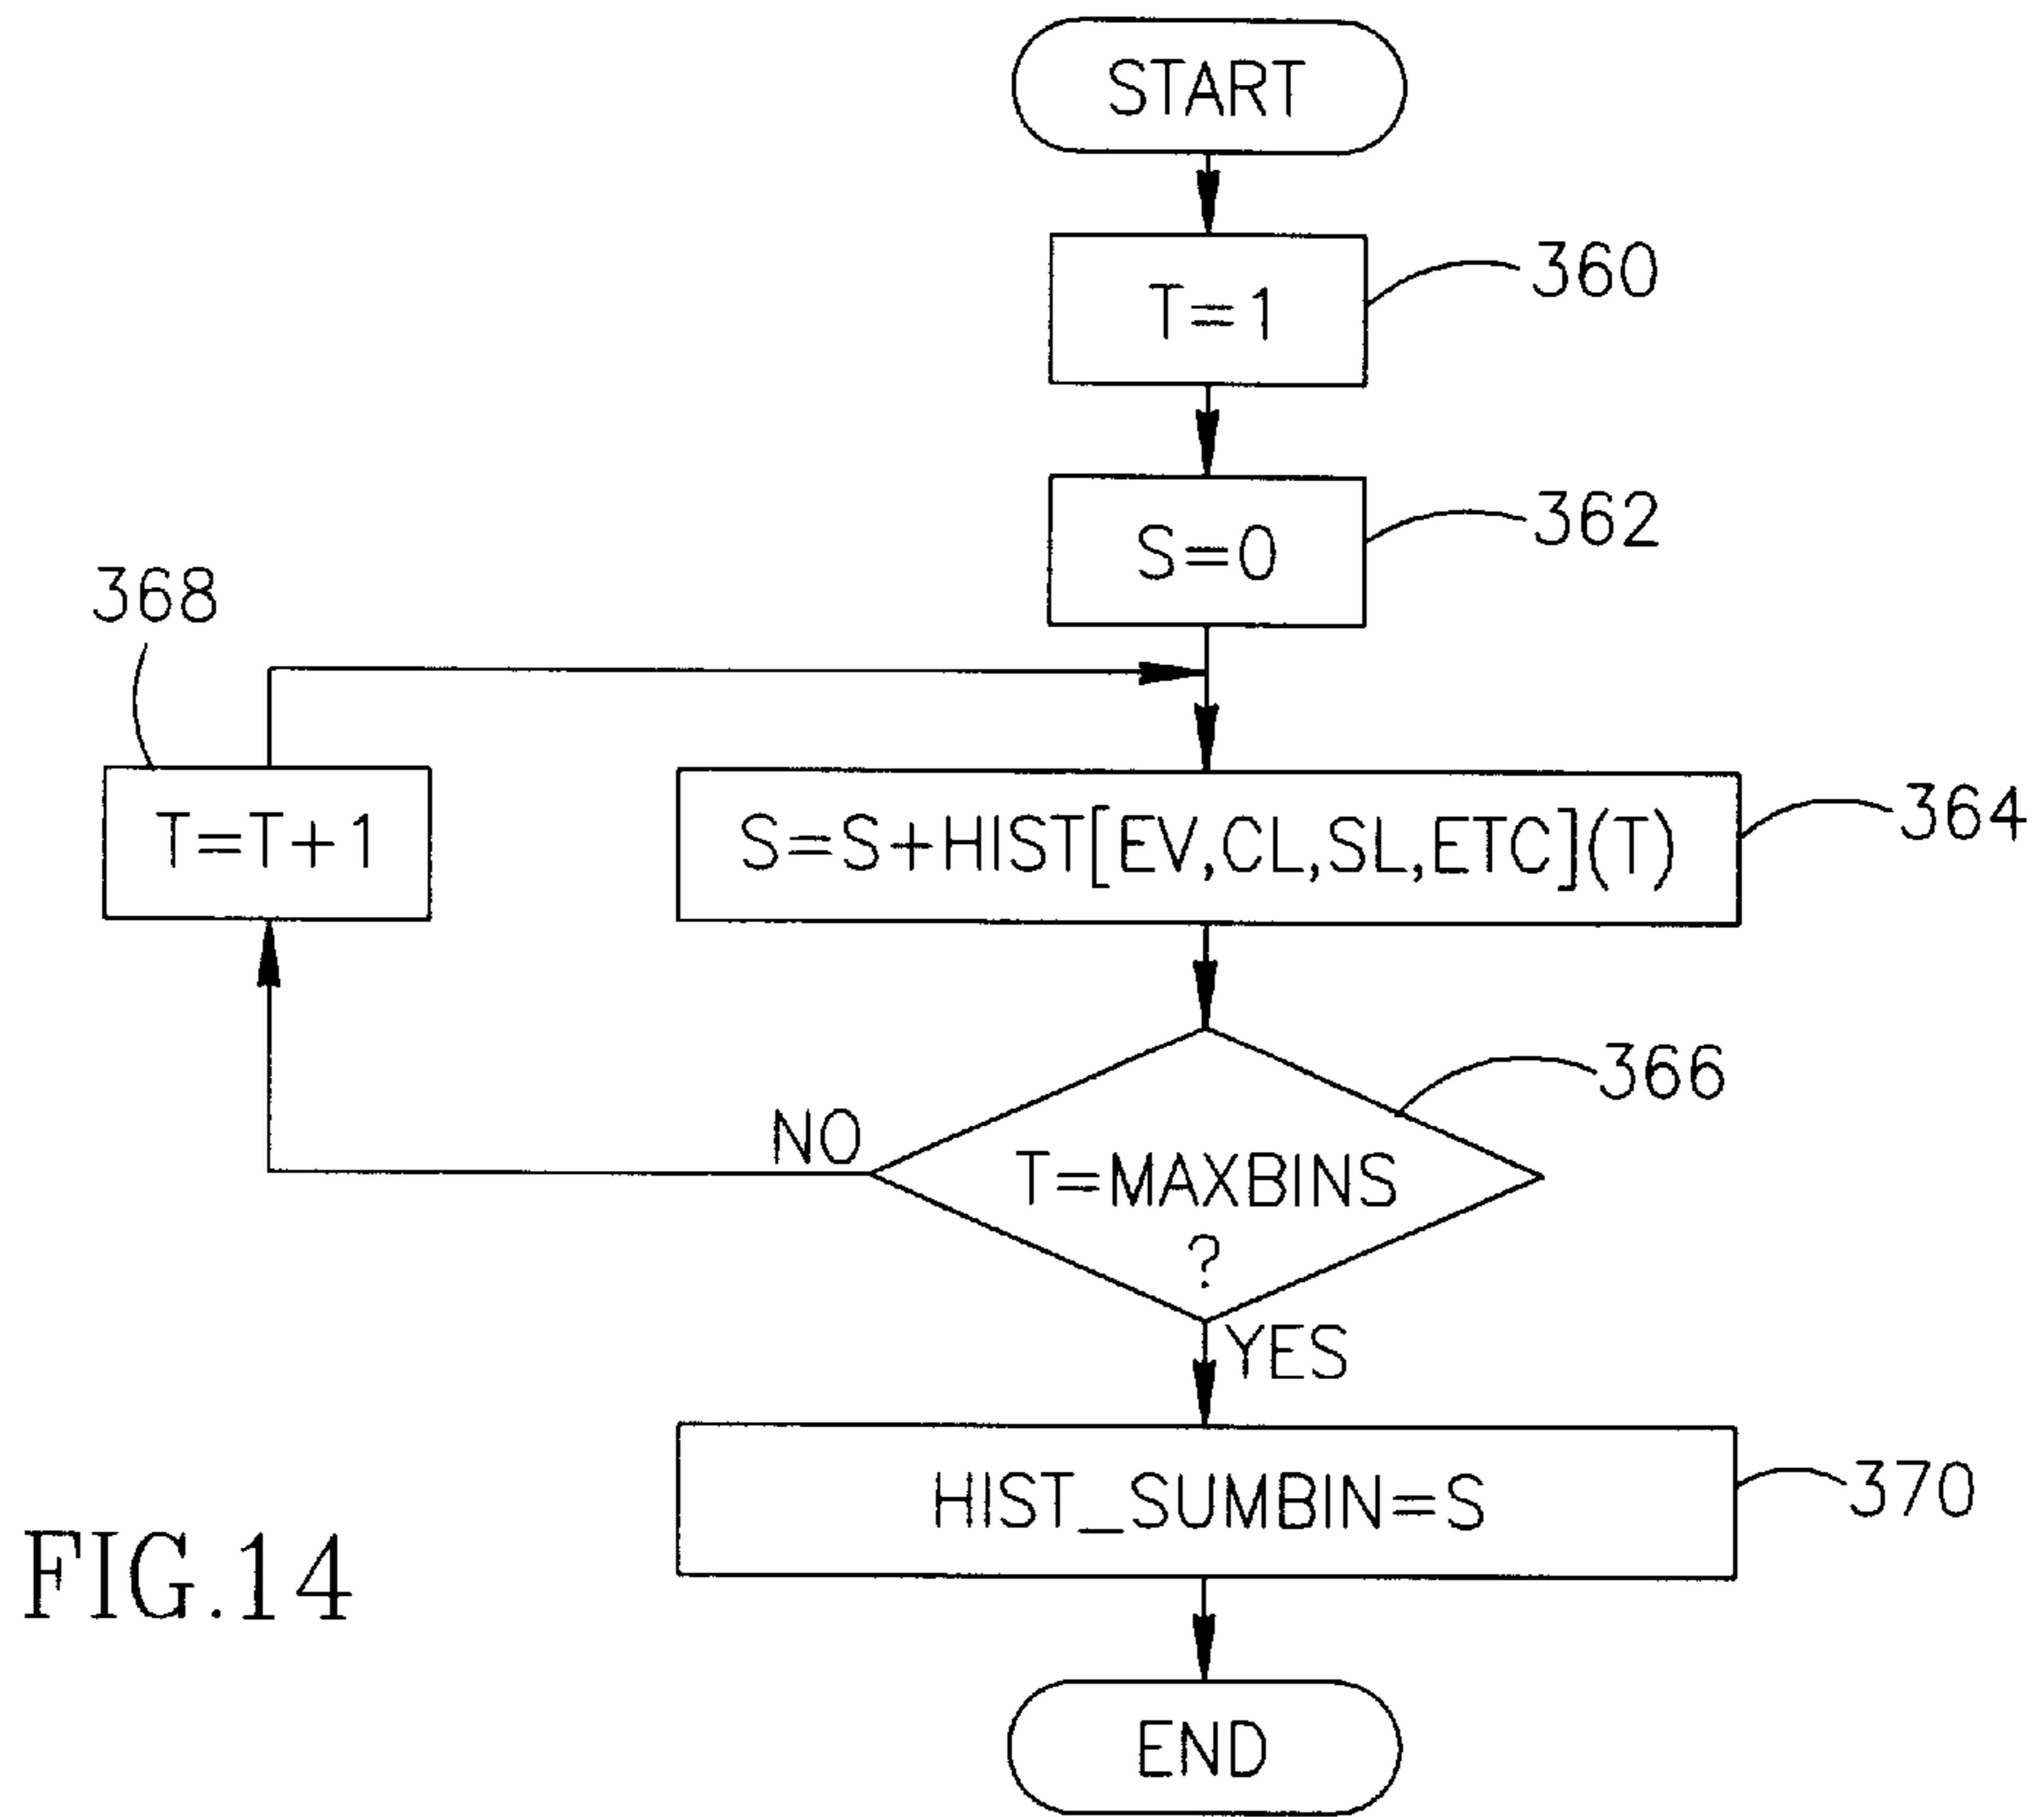 START
T=1
360
S=0
362
368
T=T+1
S=S+HIST[EV,CL,SL,ETC](T)
364
366
NO
T=MAXBINS
?
YES
HIST_SUMBIN=S
370
FIG.14
END